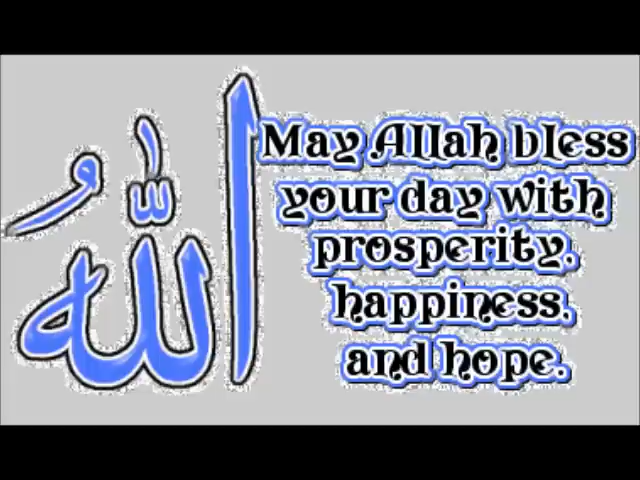 اللهُ
May Allah bless
your day with
prosperity,
happiness,
and hope.